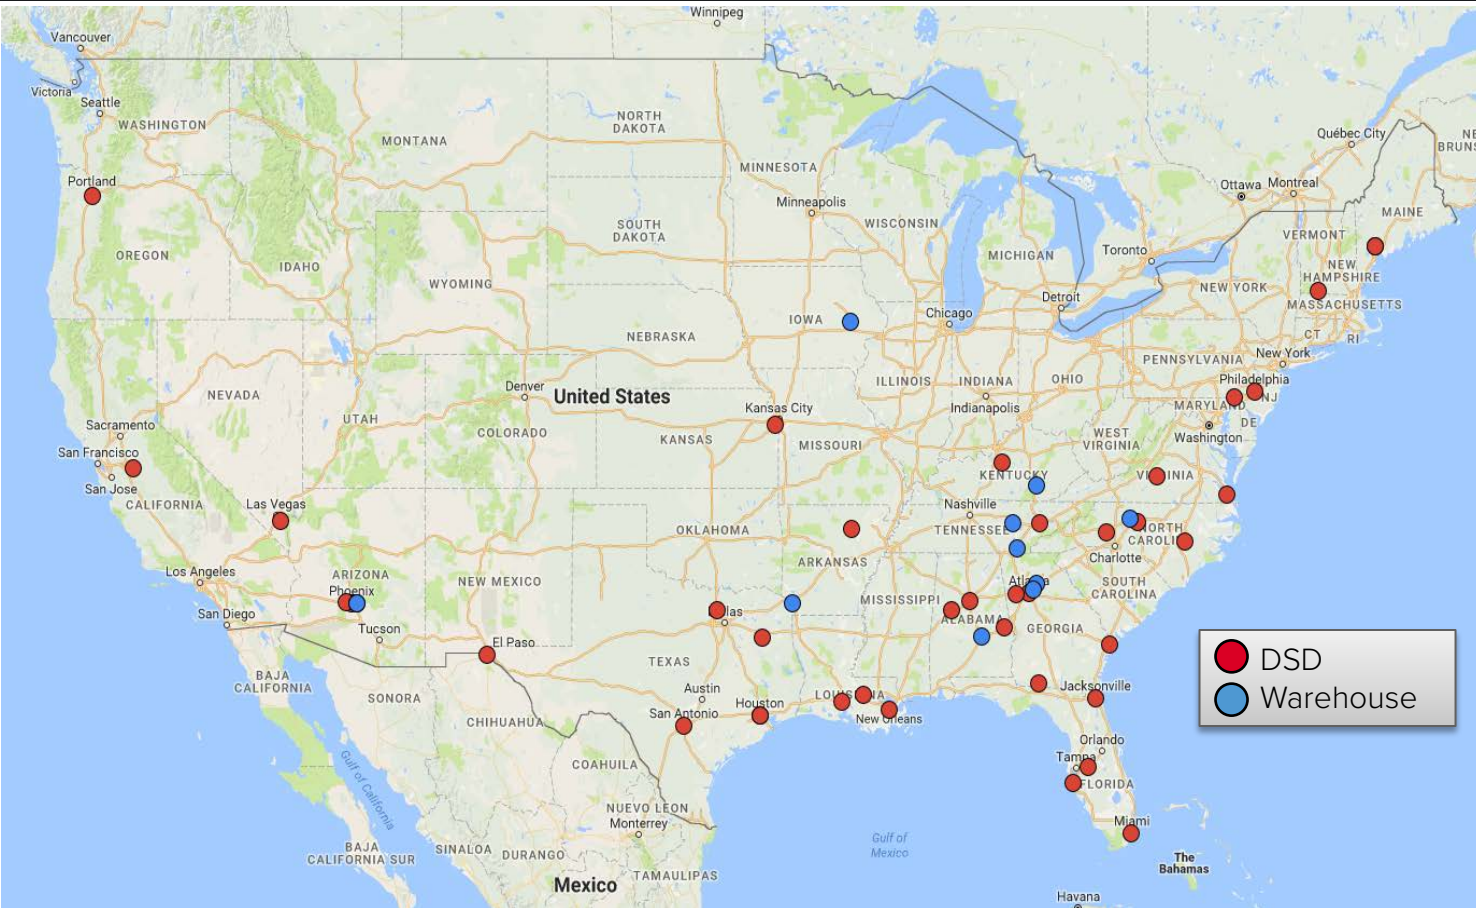 Winnipeg
Vancouver
Victoria
Seattle
WASHINGTON
MONTANA
NORTH
DAKOTA
MINNESOTA
Québec City
Portland
Minneapolis
Ottawa
Montreal
MAINE
OREGON
IDAHO
SOUTH
DAKOTA
WISCONSIN
MICHIGAN
Toronto
VERMONT
WYOMING
NEW
HAMPSHIRE
NEW YORK
MASSACHUSETTS
Detroit
IOWA
Chicago
NEBRASKA
CT
RI
PENNSYLVANIA
New York
NEVADA
UTAH
Denver
United States
ILLINOIS
INDIANA
OHIO
Philadelphia
NJ
Kansas City
Indianapolis
MARYLAND
DE
Sacramento
COLORADO
KANSAS
MISSOURI
WEST
VIRGINIA
Washington
San Francisco
San Jose
CALIFORNIA
KENTUCKY
Las Vegas
Nashville
OKLAHOMA
TENNESSEE
NORTH
Charlotte
Los Angeles
ARIZONA
Phoenix
NEW MEXICO
ARKANSAS
SOUTH
CAROLINA
MISSISSIPPI
San Diego
Tucson
ALABAMA
GEORGIA
El Paso
TEXAS
BAJA
CALIFORNIA
SONORA
Austin
Houston
San Antonio
Jacksonville
New Orleans
CHIHUAHUA
Orlando
Tampa
FLORIDA
COAHUILA
Gulf of California
NUEVO LEON
Monterrey
Miami
Gulf of
Mexico
BAJA
CALIFORNIA SUR
SINALOA
DURANGO
The
Bahamas
Mexico
TAMAULIPAS
Havana
DSD
Warehouse